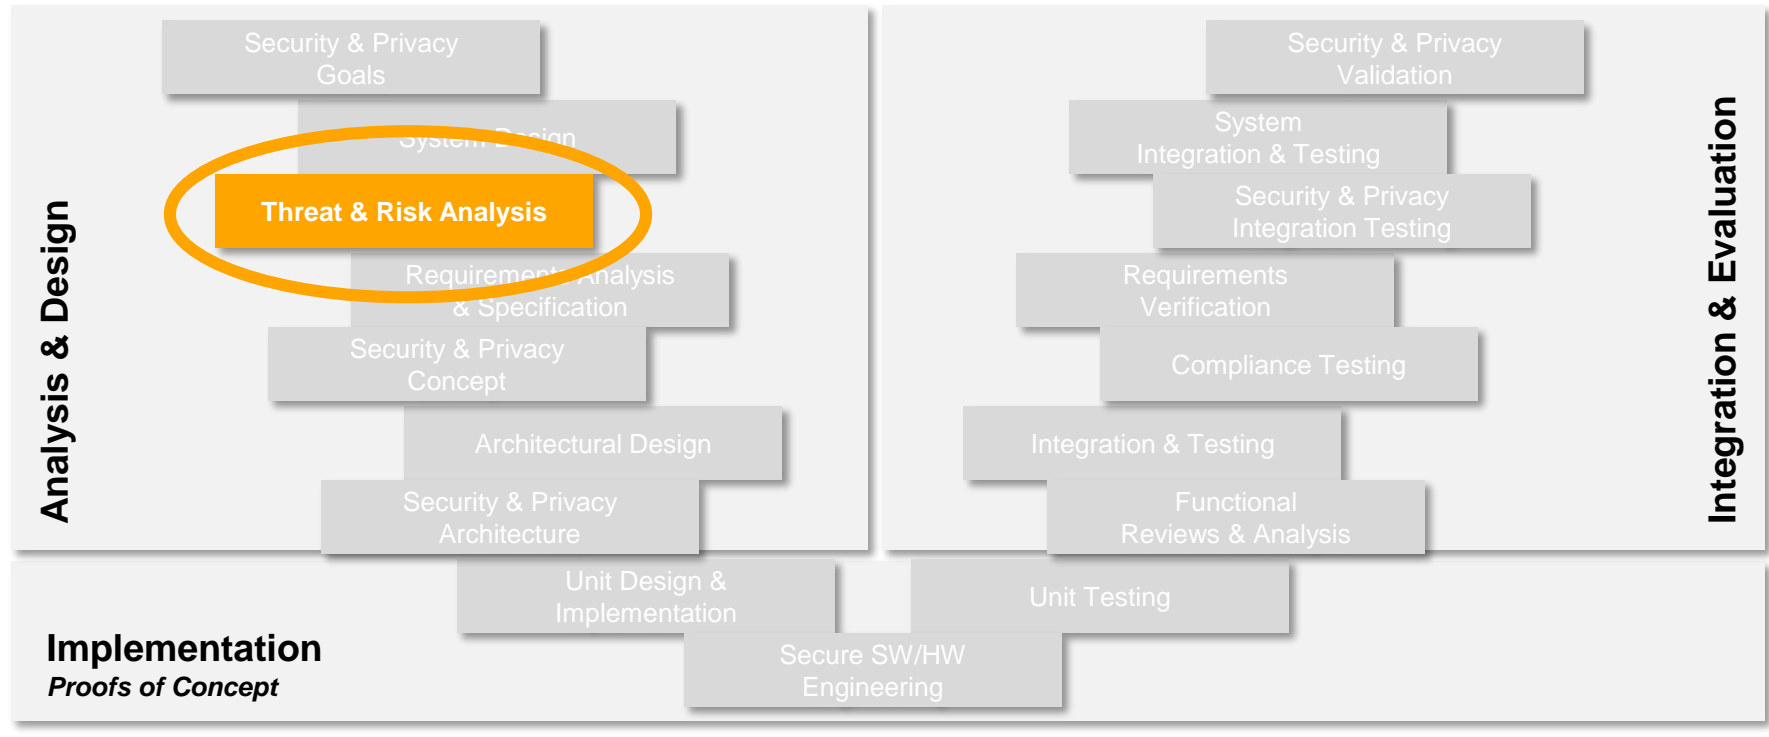 Analysis & Design
Security & Privacy
Goals
System Design
Threat & Risk Analysis
Requirements Analysis
& Specification
Security & Privacy
Concept
Architectural Design
Security & Privacy
Architecture
Integration & Evaluation
Security & Privacy
Validation
System
Integration & Testing
Security & Privacy
Integration Testing
Requirements
Verification
Compliance Testing
Integration & Testing
Functional
Reviews & Analysis
Implementation
Proofs of Concept
Unit Design &
Implementation
Unit Testing
Secure SW/HW
Engineering